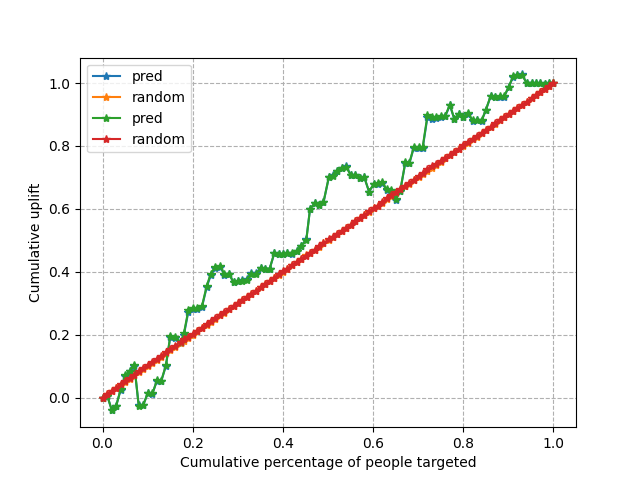 pred
random
pred
random
1.0
0.8
0.6
0.4
0.2
0.0
Cumulative uplift
0.0 0.2 0.4 0.6 0.8 1.0
Cumulative percentage of people targeted